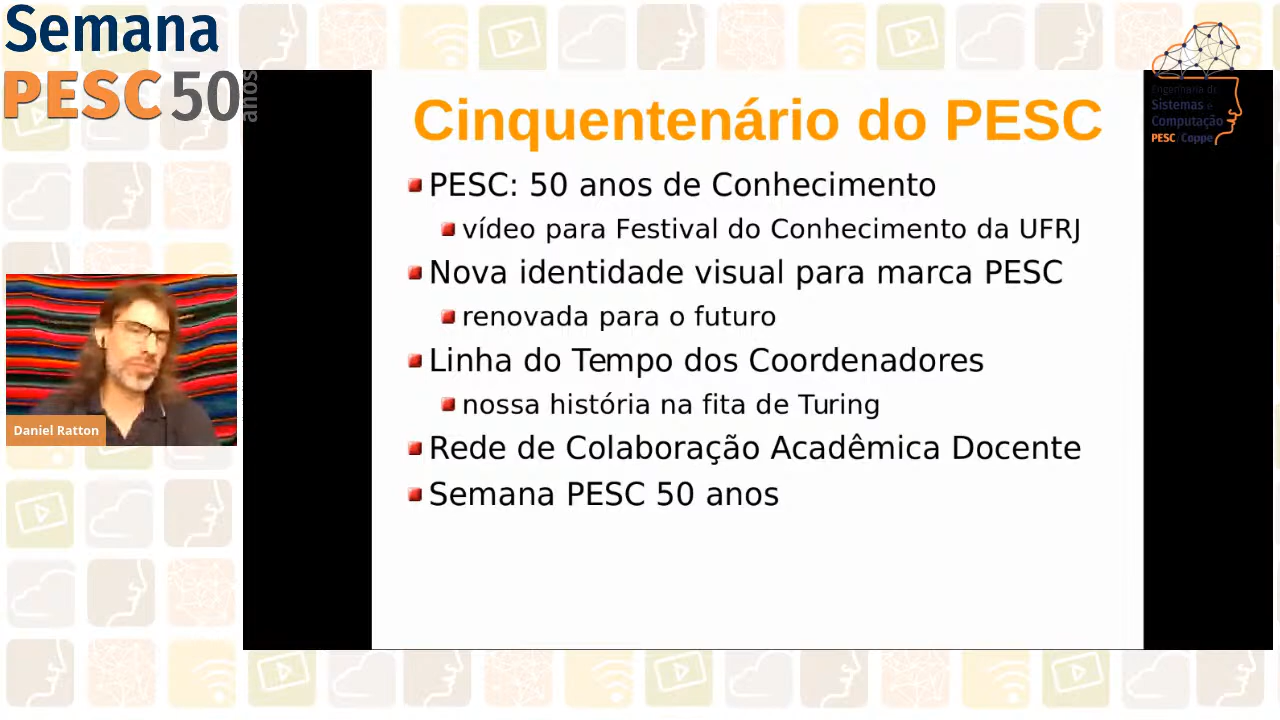 Semana
PESC 50
anos
Engenharia de
Sistemas e
Computação
PESC Coppe
Cinquentenário do PESC
PESC: 50 anos de Conhecimento
vídeo para Festival do Conhecimento da UFRJ
Nova identidade visual para marca PESC
renovada para o futuro
Linha do Tempo dos Coordenadores
nossa história na fita de Turing
Rede de Colaboração Acadêmica Docente
Semana PESC 50 anos
Daniel Ratton